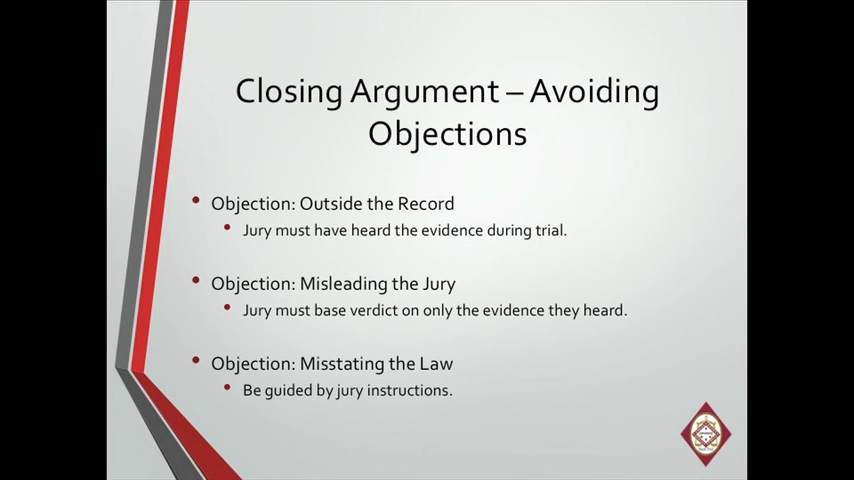 Closing Argument – Avoiding
Objections
• Objection: Outside the Record
• Jury must have heard the evidence during trial.
• Objection: Misleading the Jury
• Jury must base verdict on only the evidence they heard.
• Objection: Misstating the Law
• Be guided by jury instructions.